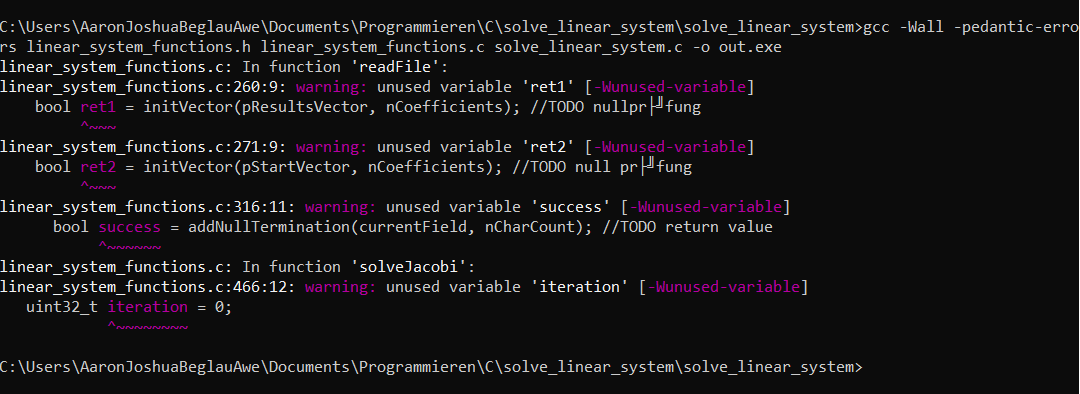 C:\Users\AaronJoshuaBeglauAwe\Documents\Programmieren\C\solve_linear_system\solve_linear_system>gcc -Wall -pedantic-erro
rs linear_system_functions.h linear_system_functions.c solve_linear_system.c -o out.exe
linear_system_functions.c: In function 'readFile':
linear_system_functions.c:260:9: warning: unused variable 'ret1' [-Wunused-variable]
    bool ret1 = initVector(pResultsVector, nCoefficients); //TODO nullpr├╝fung
         ^~~~
linear_system_functions.c:271:9: warning: unused variable 'ret2' [-Wunused-variable]
    bool ret2 = initVector(pStartVector, nCoefficients); //TODO null pr├╝fung
         ^~~~
linear_system_functions.c:316:11: warning: unused variable 'success' [-Wunused-variable]
      bool success = addNullTermination(currentField, nCharCount); //TODO return value
           ^~~~~~~
linear_system_functions.c: In function 'solveJacobi':
linear_system_functions.c:466:12: warning: unused variable 'iteration' [-Wunused-variable]
   uint32_t iteration = 0;
            ^~~~~~~~~
C:\Users\AaronJoshuaBeglauAwe\Documents\Programmieren\C\solve_linear_system\solve_linear_system>